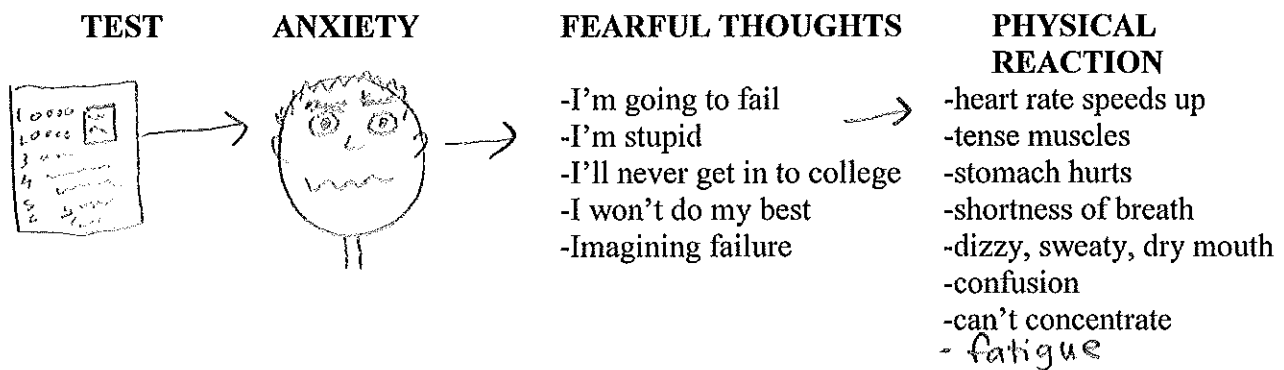 TEST
ANXIETY
FEARFUL THOUGHTS
-I'm going to fail
-I'm stupid
-I'll never get in to college
-I won't do my best
-Imagining failure
PHYSICAL
REACTION
-heart rate speeds up
-tense muscles
-stomach hurts
-shortness of breath
-dizzy, sweaty, dry mouth
-confusion
-can't concentrate
- fatigue